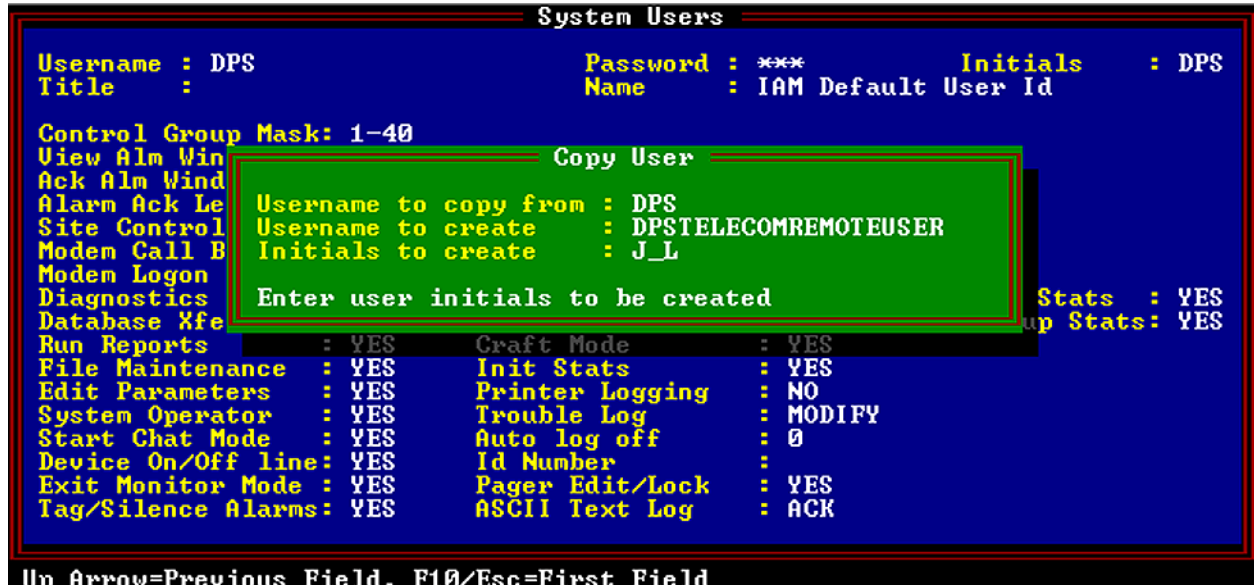 System Users
Username : DPS Password : *** Initials : DPS
Title : Name : IAM Default User Id
Control Group Mask: 1-40
View Alm Win
Ack Alm Wind
Alarm Ack Le
Site Control
Modem Call B
Modem Logon
Diagnostics Stats : YES
Database Xfe up Stats: YES
Copy User
Username to copy from : DPS
Username to create : DPSTELECOMREMOTEUSER
Initials to create : J_L
Enter user initials to be created
Run Reports : YES Craft Mode : YES
File Maintenance : YES Init Stats : YES
Edit Parameters : YES Printer Logging : NO
System Operator : YES Trouble Log : MODIFY
Start Chat Mode : YES Auto log off : 0
Device On/Off line: YES Id Number :
Exit Monitor Mode : YES Pager Edit/Lock : YES
Tag/Silence Alarms: YES ASCII Text Log : ACK
Up Arrow=Previous Field, F10/Esc=First Field